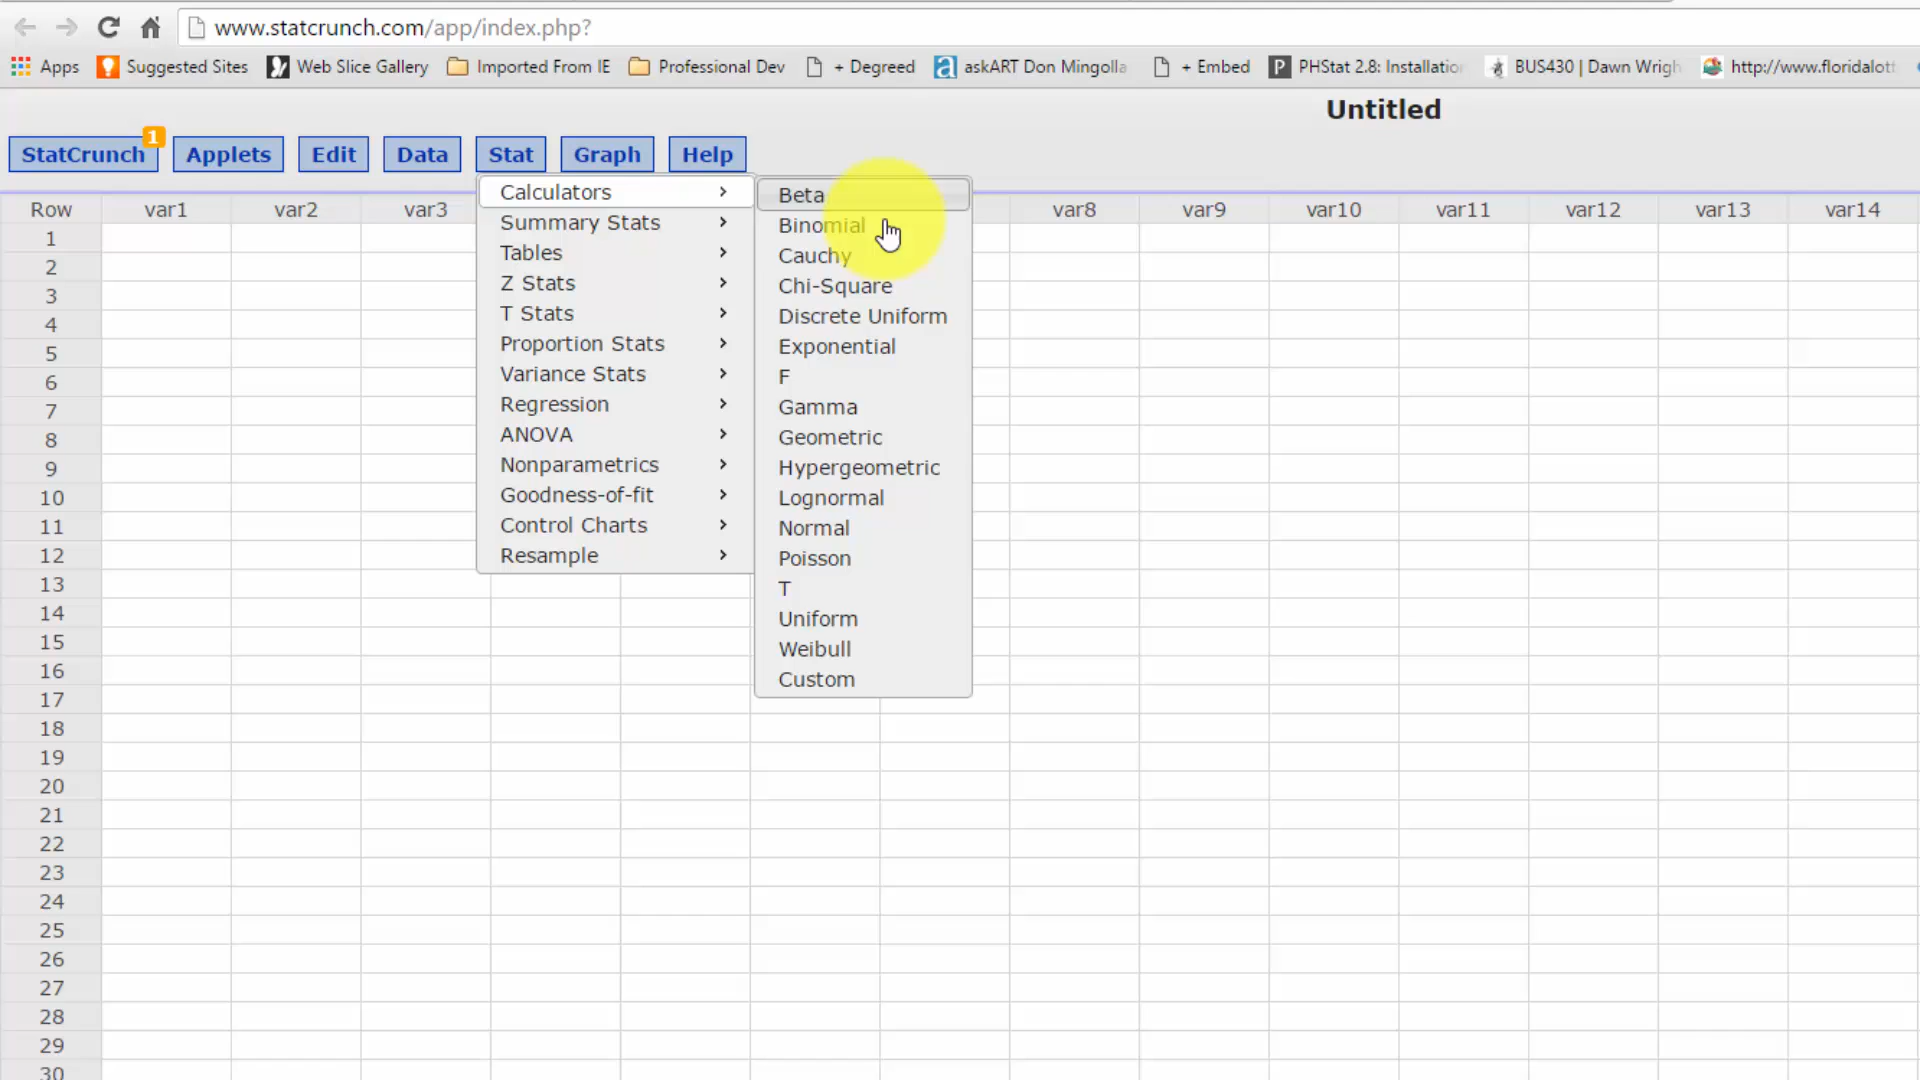 www.statcrunch.com/app/index.php?
Apps Suggested Sites Web Slice Gallery Imported From IE Professional Dev + Degreed askART Don Mingolla + Embed PHStat 2.8: Installation BUS430 | Dawn Wrigh http://www.floridalott
Untitled
StatCrunch 1 Applets Edit Data Stat Graph Help
Row var1 var2 var3 var8 var9 var10 var11 var12 var13 var14
Calculators
Summary Stats
Tables
Z Stats
T Stats
Proportion Stats
Variance Stats
Regression
ANOVA
Nonparametrics
Goodness-of-fit
Control Charts
Resample
Beta
Binomial
Cauchy
Chi-Square
Discrete Uniform
Exponential
F
Gamma
Geometric
Hypergeometric
Lognormal
Normal
Poisson
T
Uniform
Weibull
Custom
1
2
3
4
5
6
7
8
9
10
11
12
13
14
15
16
17
18
19
20
21
22
23
24
25
26
27
28
29
30